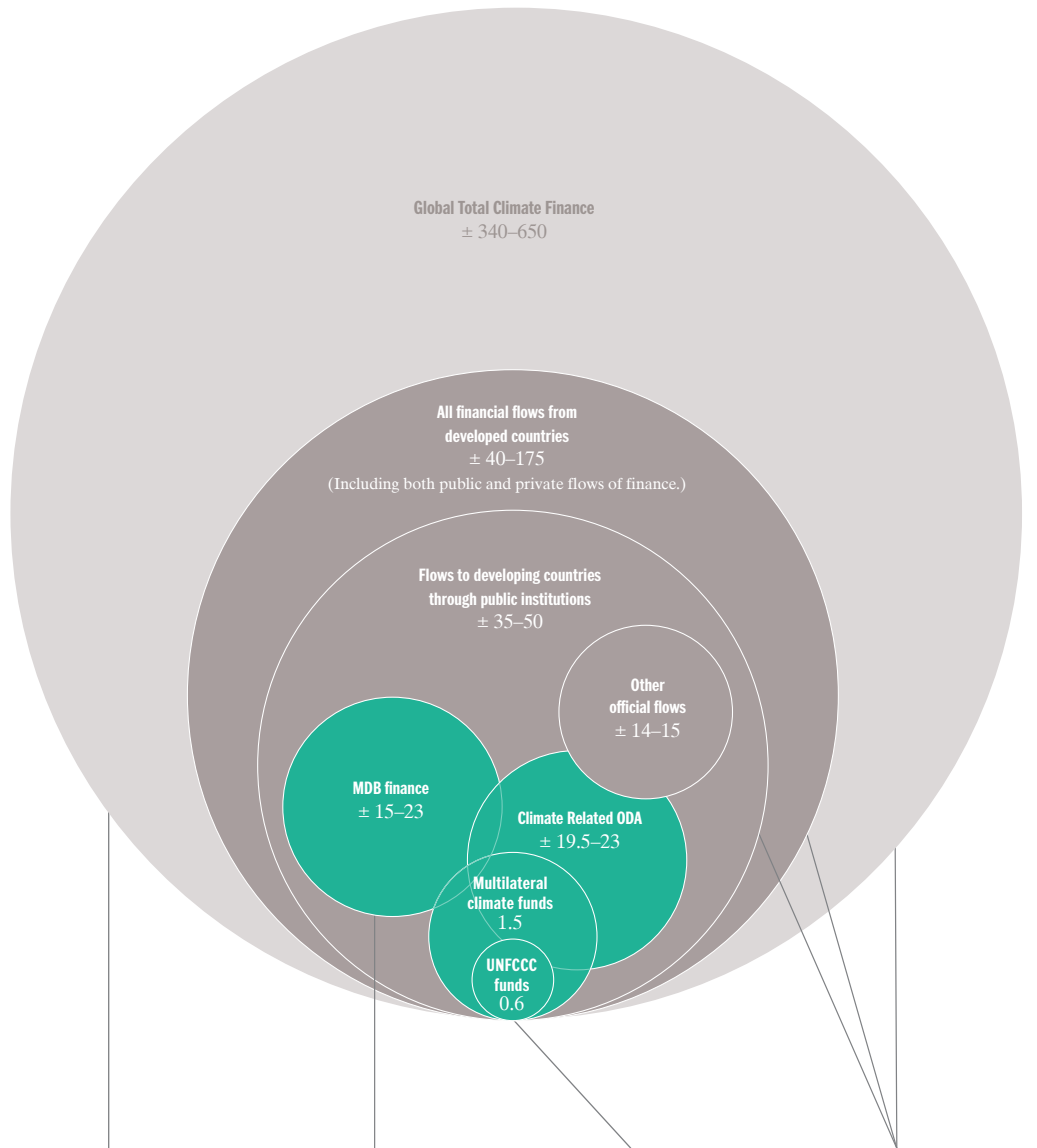 Global Total Climate Finance
± 340–650
All financial flows from
developed countries
± 40–175
(Including both public and private flows of finance.)
Flows to developing countries
through public institutions
± 35–50
Other
official flows
± 14–15
MDB finance
± 15–23
Climate Related ODA
± 19.5–23
Multilateral
climate funds
1.5
UNFCCC
funds
0.6